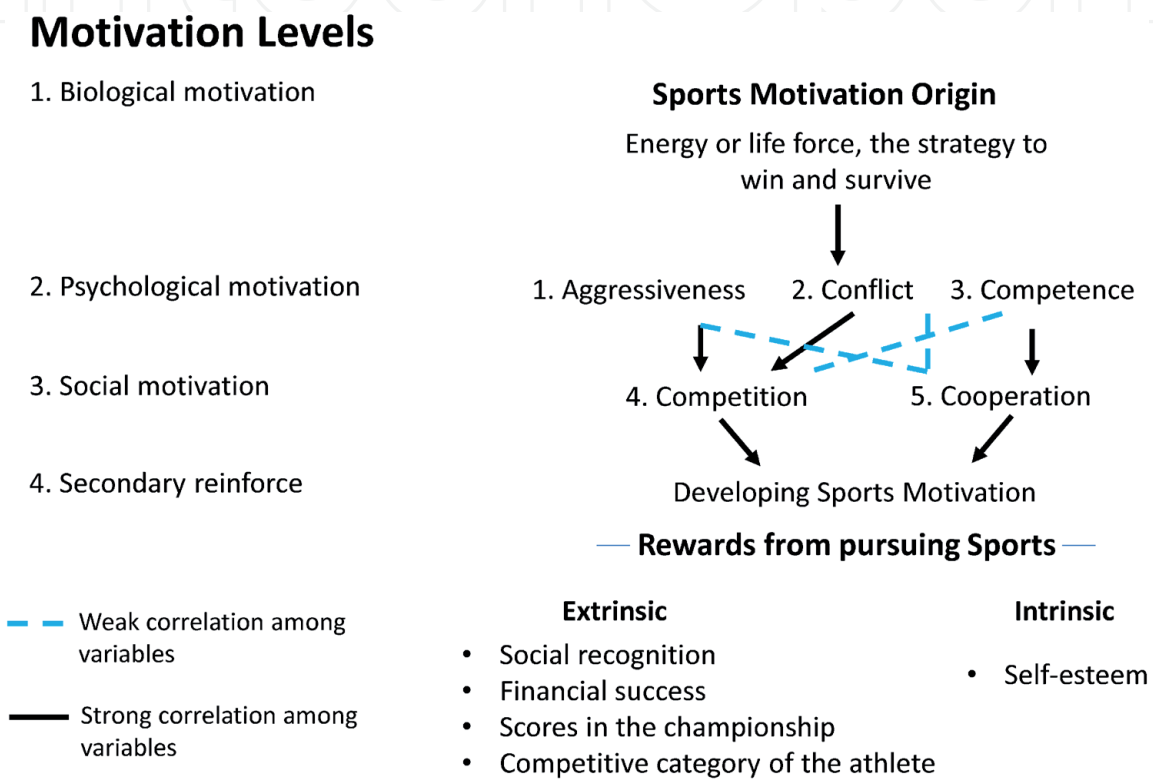 Motivation Levels
1. Biological motivation
Sports Motivation Origin
Energy or life force, the strategy to
win and survive
2. Psychological motivation
1. Aggressiveness
2. Conflict
3. Competence
3. Social motivation
4. Competition
5. Cooperation
4. Secondary reinforce
Developing Sports Motivation
Rewards from pursuing Sports
Weak correlation among
variables
Strong correlation among
variables
Extrinsic
• Social recognition
• Financial success
• Scores in the championship
• Competitive category of the athlete
Intrinsic
• Self-esteem